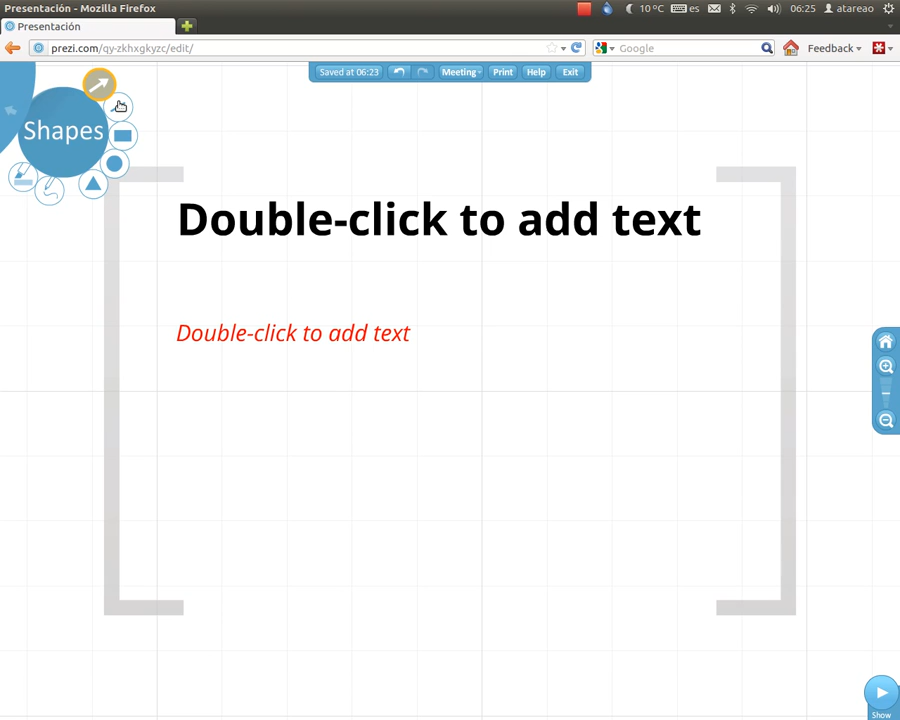 Presentación - Mozilla Firefox
10 ºC es 06:25 atareao
Presentación
prezi.com/qy-zkhxgkyzc/edit/
Google
Feedback
Saved at 06:23 Meeting Print Help Exit
Shapes
Double-click to add text
Double-click to add text
Show